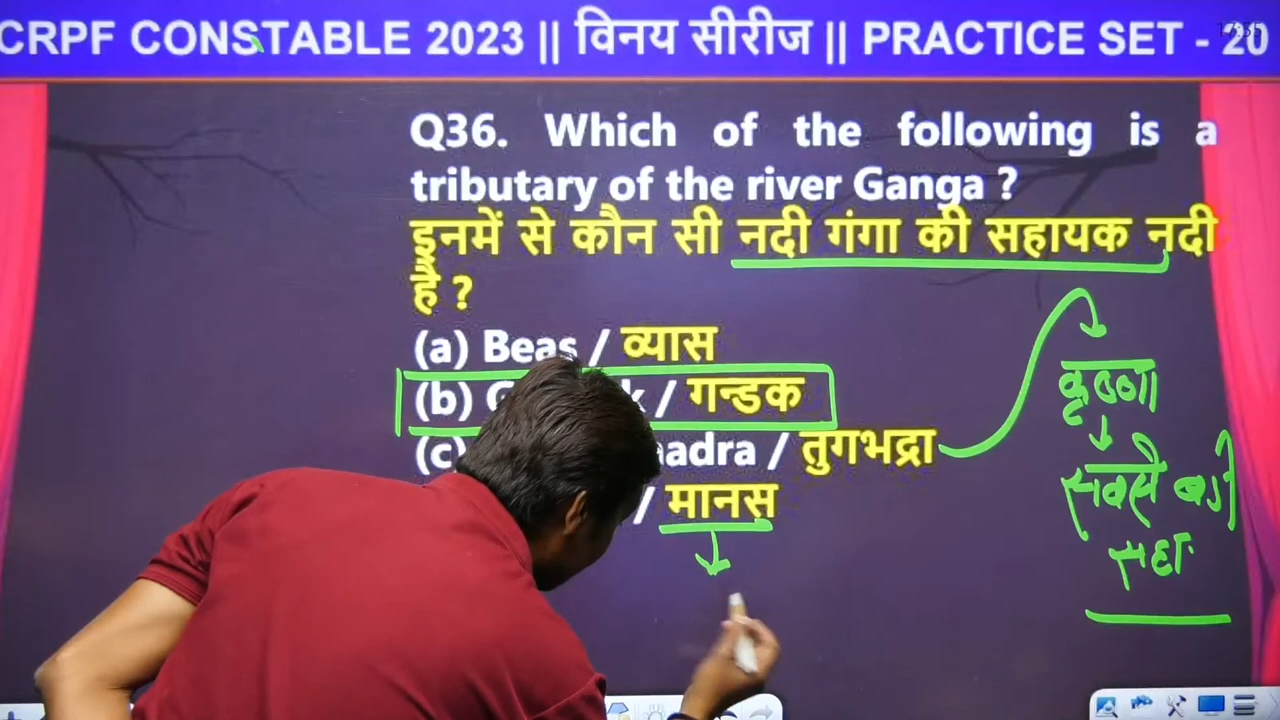 CRPF CONSTABLE 2023 || विनय सीरीज || PRACTICE SET - 20
Q36. Which of the following is a
tributary of the river Ganga ?
इनमें से कौन सी नदी गंगा की सहायक नदी
है ?
(a) Beas / व्यास
(b) / गन्डक
(c) / तुगभद्रा
/ मानस
कृष्णा
सबसे बड़ी
सहा